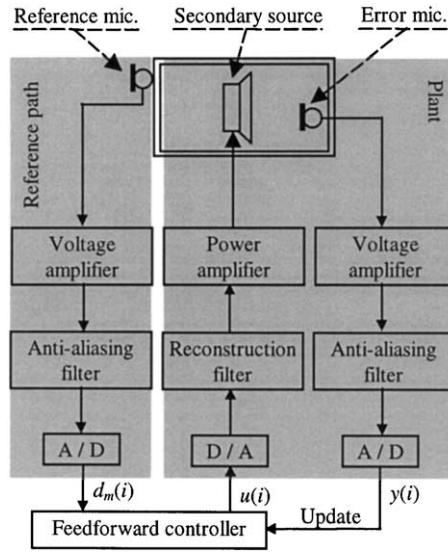 Reference mic.
Secondary source
Error mic.
Reference path
Plant
Voltage
amplifier
Power
amplifier
Voltage
amplifier
Anti-aliasing
filter
Reconstruction
filter
Anti-aliasing
filter
A / D
D / A
A / D
dm(i)
u(i)
y(i)
Feedforward controller
Update